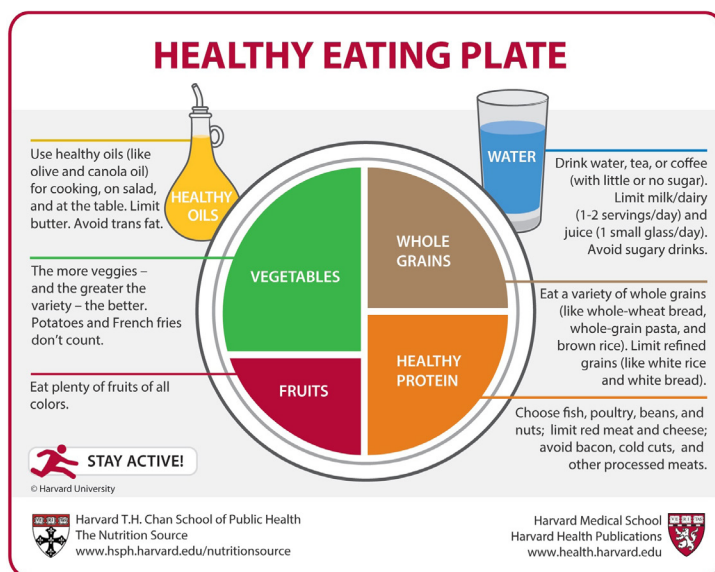 HEALTHY EATING PLATE
Use healthy oils (like
olive and canola oil)
for cooking, on salad,
and at the table. Limit
butter. Avoid trans fat.
HEALTHY
OILS
The more veggies –
and the greater the
variety – the better.
Potatoes and French fries
don’t count.
Eat plenty of fruits of all
colors.
VEGETABLES
FRUITS
WHOLE
GRAINS
HEALTHY
PROTEIN
WATER
Drink water, tea, or coffee
(with little or no sugar).
Limit milk/dairy
(1-2 servings/day) and
juice (1 small glass/day).
Avoid sugary drinks.
Eat a variety of whole grains
(like whole-wheat bread,
whole-grain pasta, and
brown rice). Limit refined
grains (like white rice
and white bread).
Choose fish, poultry, beans, and
nuts; limit red meat and cheese;
avoid bacon, cold cuts, and
other processed meats.
STAY ACTIVE!
© Harvard University
Harvard T.H. Chan School of Public Health
The Nutrition Source
www.hsph.harvard.edu/nutritionsource
Harvard Medical School
Harvard Health Publications
www.health.harvard.edu